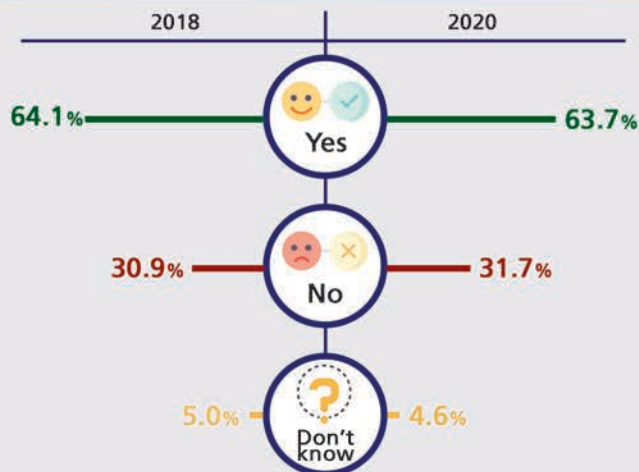 2018 2020
64.1% Yes 63.7%
30.9% No 31.7%
5.0% ? 4.6%
Don't
know